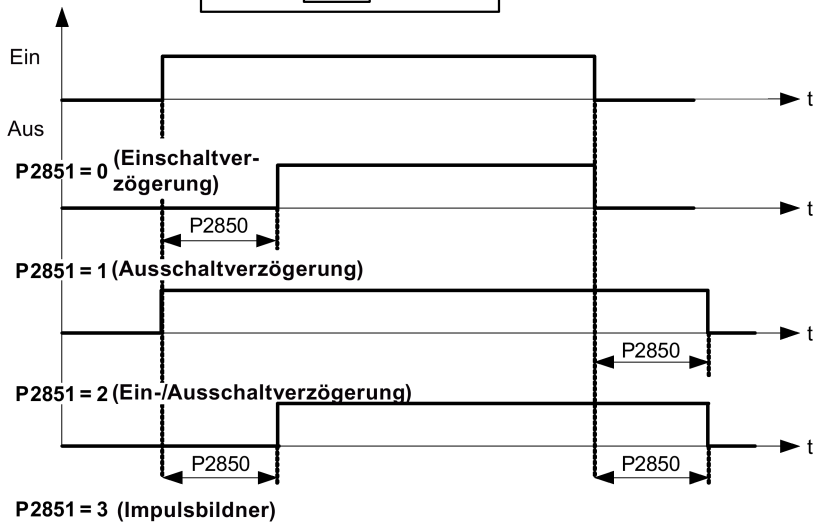 Ein
t
Aus
P2851 = 0 (Einschaltver-
zögerung)
t
P2850
P2851 = 1 (Ausschaltverzögerung)
t
P2850
P2851 = 2 (Ein-/Ausschaltverzögerung)
t
P2850
P2850
P2851 = 3 (Impulsbildner)